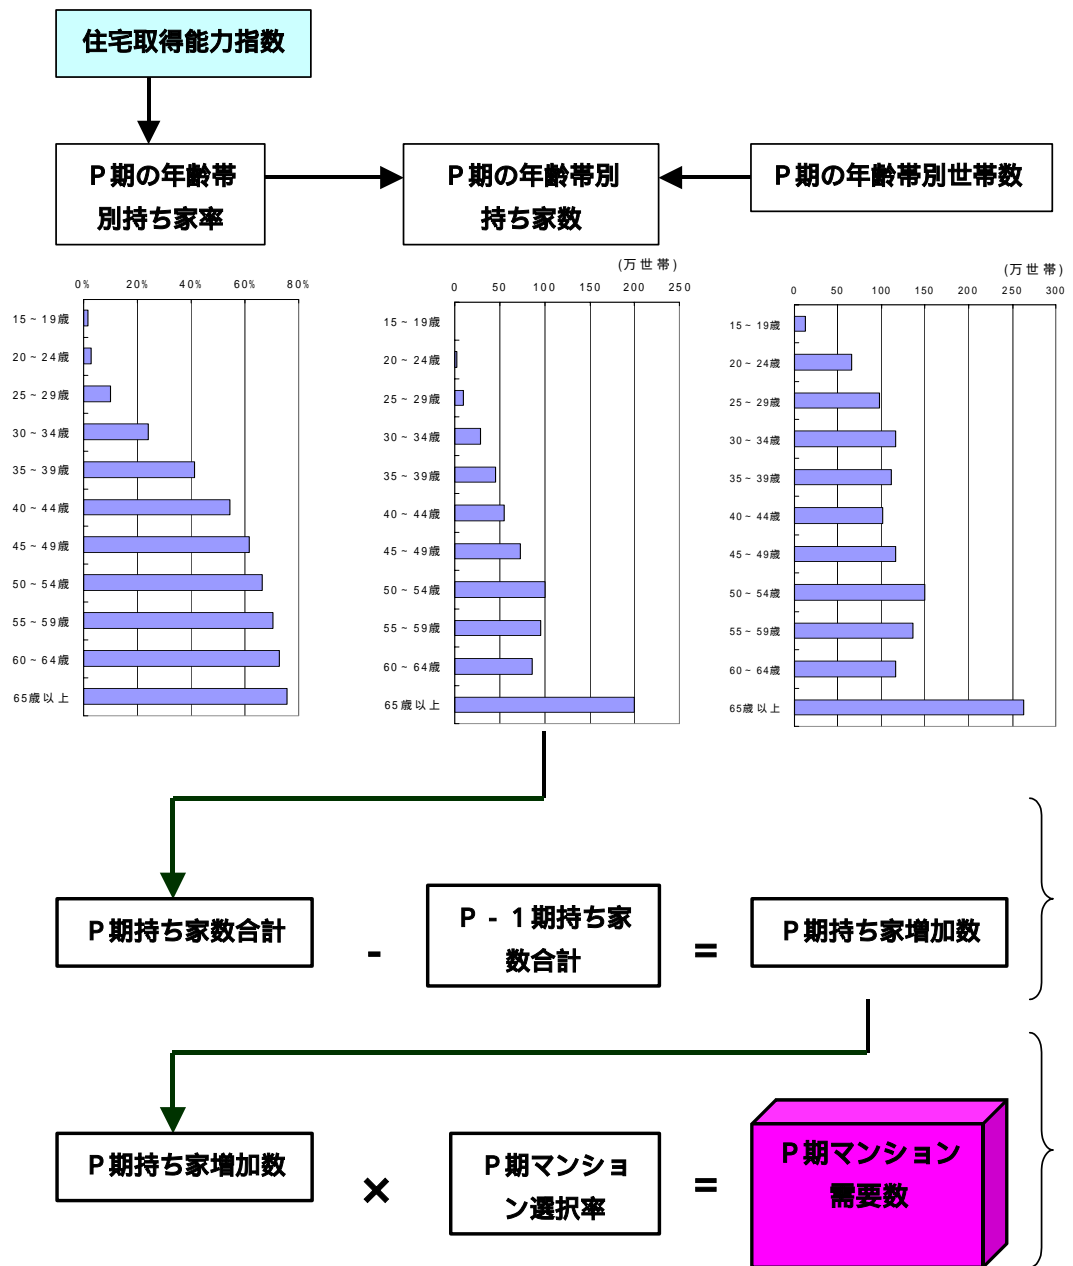 住宅取得能力指数
P期の年齢帯
別持ち家率
P期の年齢帯別
持ち家数
P期の年齢帯別世帯数
0% 20% 40% 60% 80%
15~19歳
20~24歳
25~29歳
30~34歳
35~39歳
40~44歳
45~49歳
50~54歳
55~59歳
60~64歳
65歳以上
(万世帯)
0 50 100 150 200 250
15~19歳
20~24歳
25~29歳
30~34歳
35~39歳
40~44歳
45~49歳
50~54歳
55~59歳
60~64歳
65歳以上
(万世帯)
0 50 100 150 200 250 300
15~19歳
20~24歳
25~29歳
30~34歳
35~39歳
40~44歳
45~49歳
50~54歳
55~59歳
60~64歳
65歳以上
P期持ち家数合計
-
P-1期持ち家
数合計
=
P期持ち家増加数
P期持ち家増加数
×
P期マンショ
ン選択率
=
P期マンション
需要数